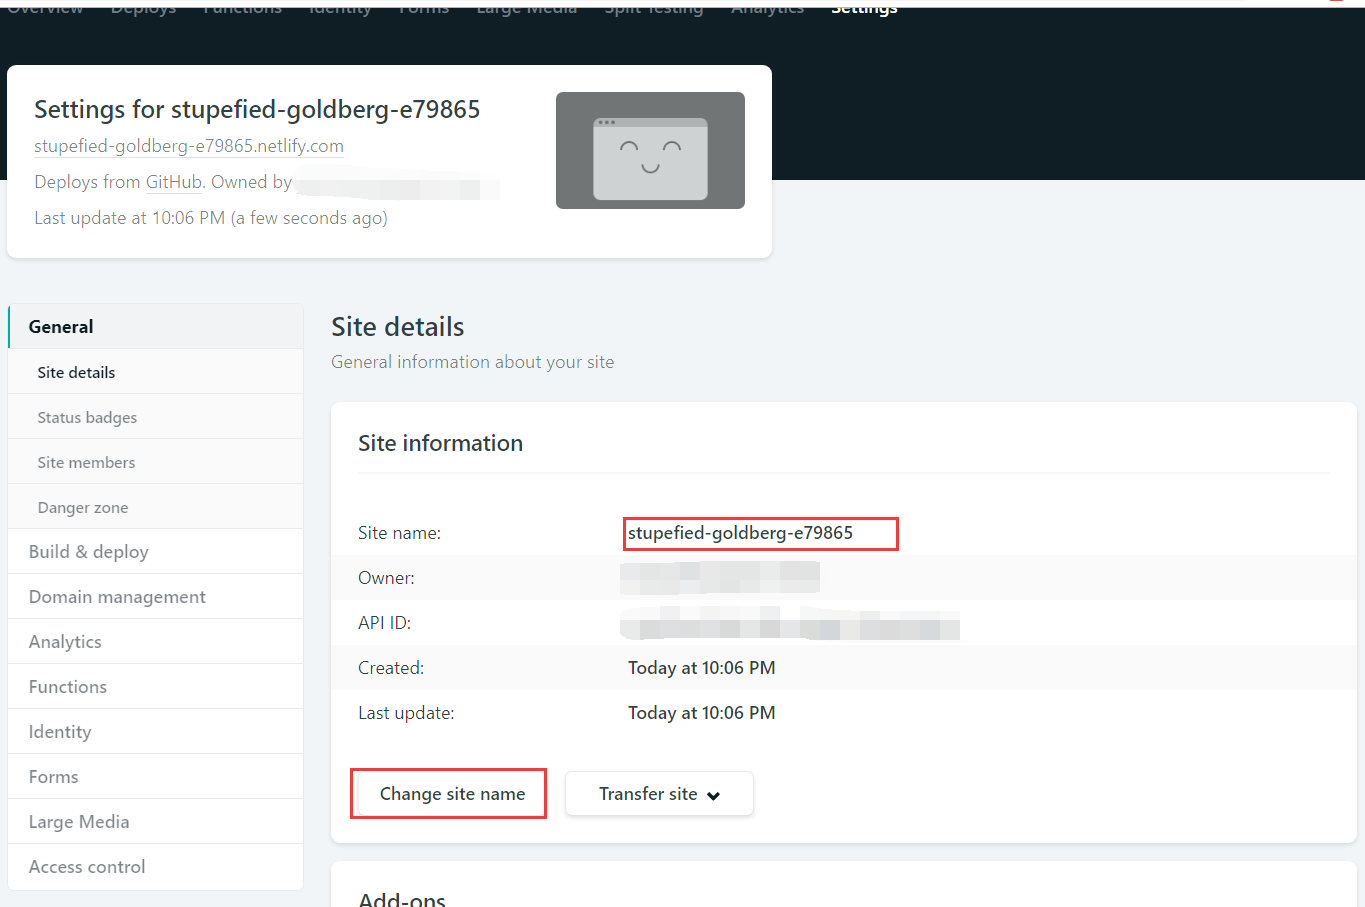 Overview Deploys Functions Identity Forms Large Media Split Testing Analytics Settings
Settings for stupefied-goldberg-e79865
stupefied-goldberg-e79865.netlify.com
Deploys from GitHub. Owned by
Last update at 10:06 PM (a few seconds ago)
General
Site details
Status badges
Site members
Danger zone
Build & deploy
Domain management
Analytics
Functions
Identity
Forms
Large Media
Access control
Site details
General information about your site
Site information
Site name: stupefied-goldberg-e79865
Owner:
API ID:
Created: Today at 10:06 PM
Last update: Today at 10:06 PM
Change site name Transfer site
Add-ons